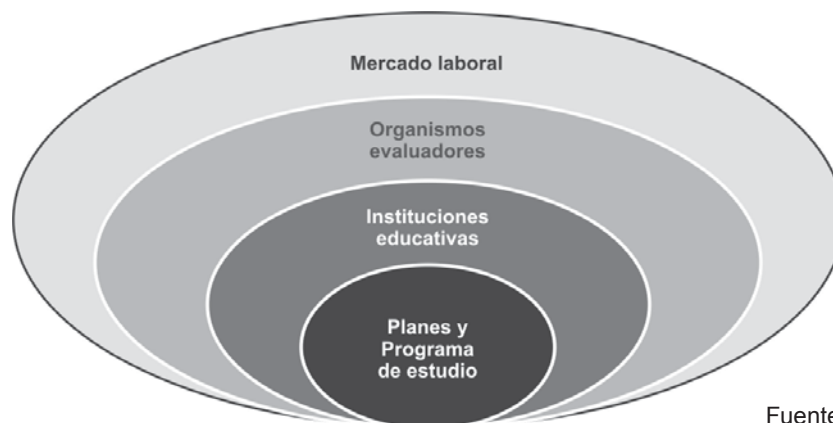 Mercado laboral
Organismos
evaluadores
Instituciones
educativas
Planes y
Programa
de estudio
Fuente